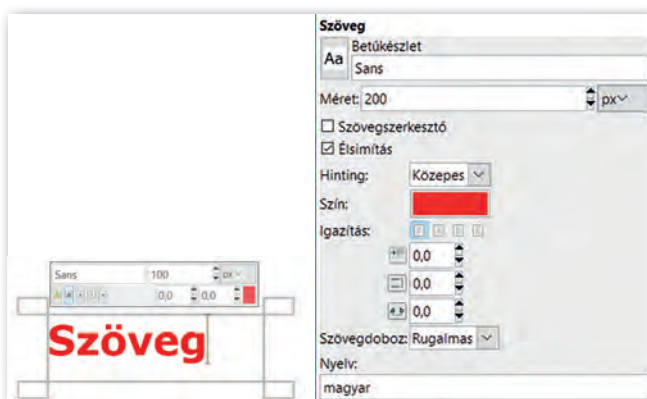 Szöveg
Betűkészlet
Aa
Sans
Méret: 200 px
Szövegszerkesztő
Élsimítás
Hinting: Közepes
Szín:
Igazítás:
0,0
0,0
0,0
Szövegdoboz: Rugalmas
Nyelv:
magyar
Sans 100 px
0,0 0,0
Szöveg